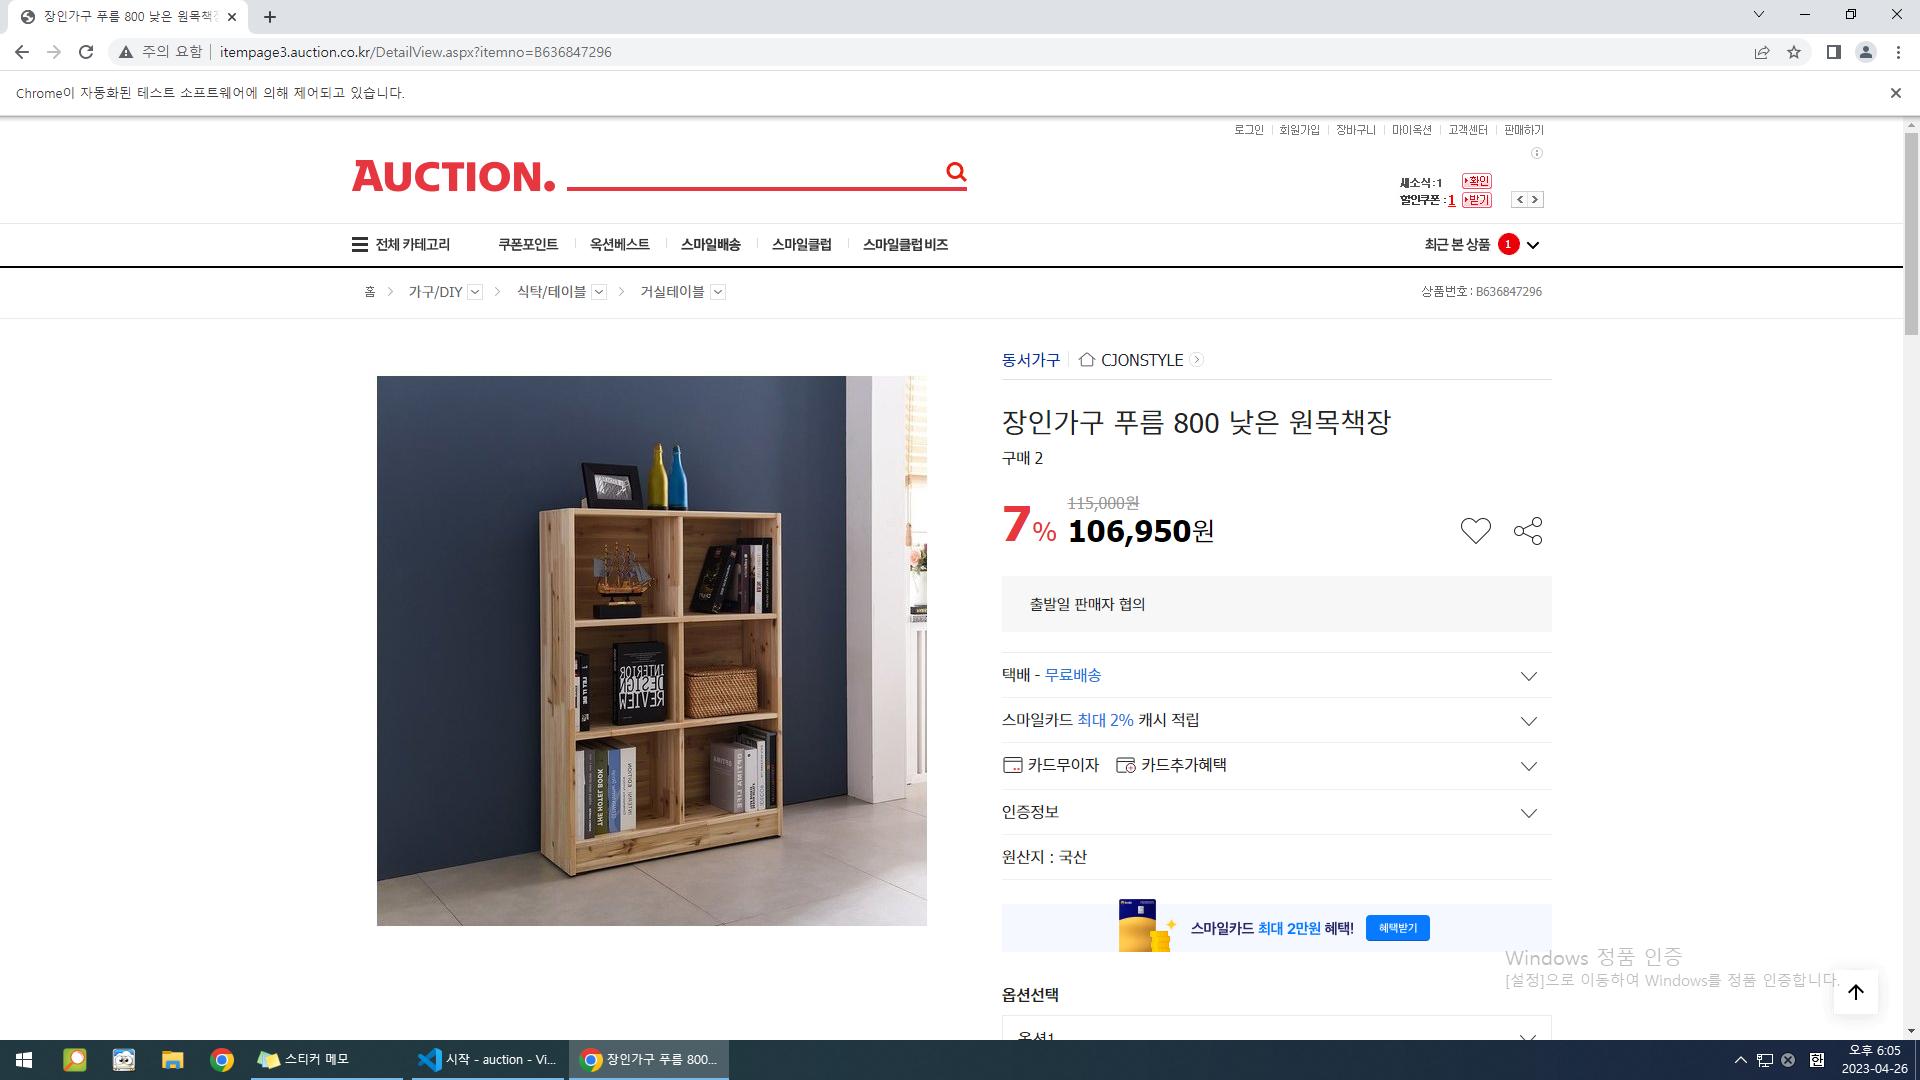 장인가구 푸름 800 낮은 원목책장
주의 요함
itempage3.auction.co.kr/DetailView.aspx?itemno=B636847296
Chrome이 자동화된 테스트 소프트웨어에 의해 제어되고 있습니다.
로그인 회원가입 장바구니 마이옥션 고객센터 판매하기
AUCTION.
새소식 : 1 확인
할인쿠폰 : 1 받기
전체 카테고리 쿠폰포인트 옥션베스트 스마일배송 스마일클럽 스마일클럽 비즈 최근 본 상품 1
홈 가구/DIY 식탁/테이블 거실테이블 상품번호 : B636847296
동서가구 CJONSTYLE
장인가구 푸름 800 낮은 원목책장
구매 2
7% 115,000원
106,950원
출발일 판매자 협의
택배 - 무료배송
스마일카드 최대 2% 캐시 적립
카드무이자 카드추가혜택
인증정보
원산지 : 국산
스마일카드 최대 2만원 혜택! 혜택받기
옵션선택
옵션1
INTERIOR
DESIGN
REVIEW
Windows 정품 인증
[설정]으로 이동하여 Windows를 정품 인증합니다.
스티커 메모
시작 - auction - Vi...
장인가구 푸름 800...
한
오후 6:05
2023-04-26